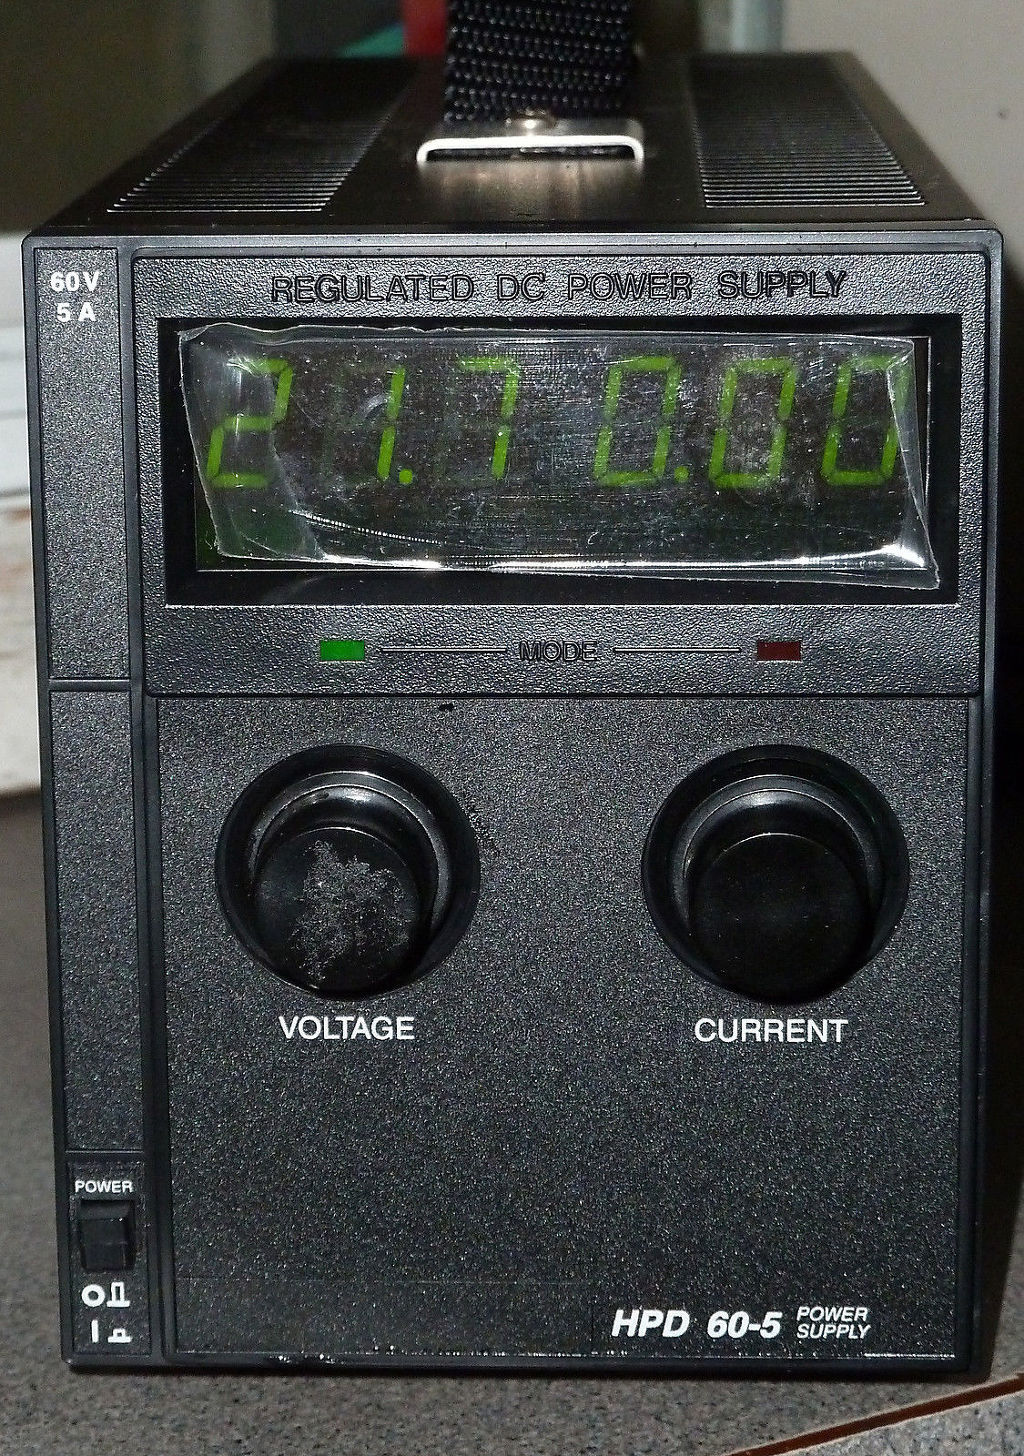 60V
5A
REGULATED DC POWER SUPPLY
21.7 0.00
MODE
VOLTAGE
CURRENT
POWER
O
I
HPD 60-5 POWER
SUPPLY